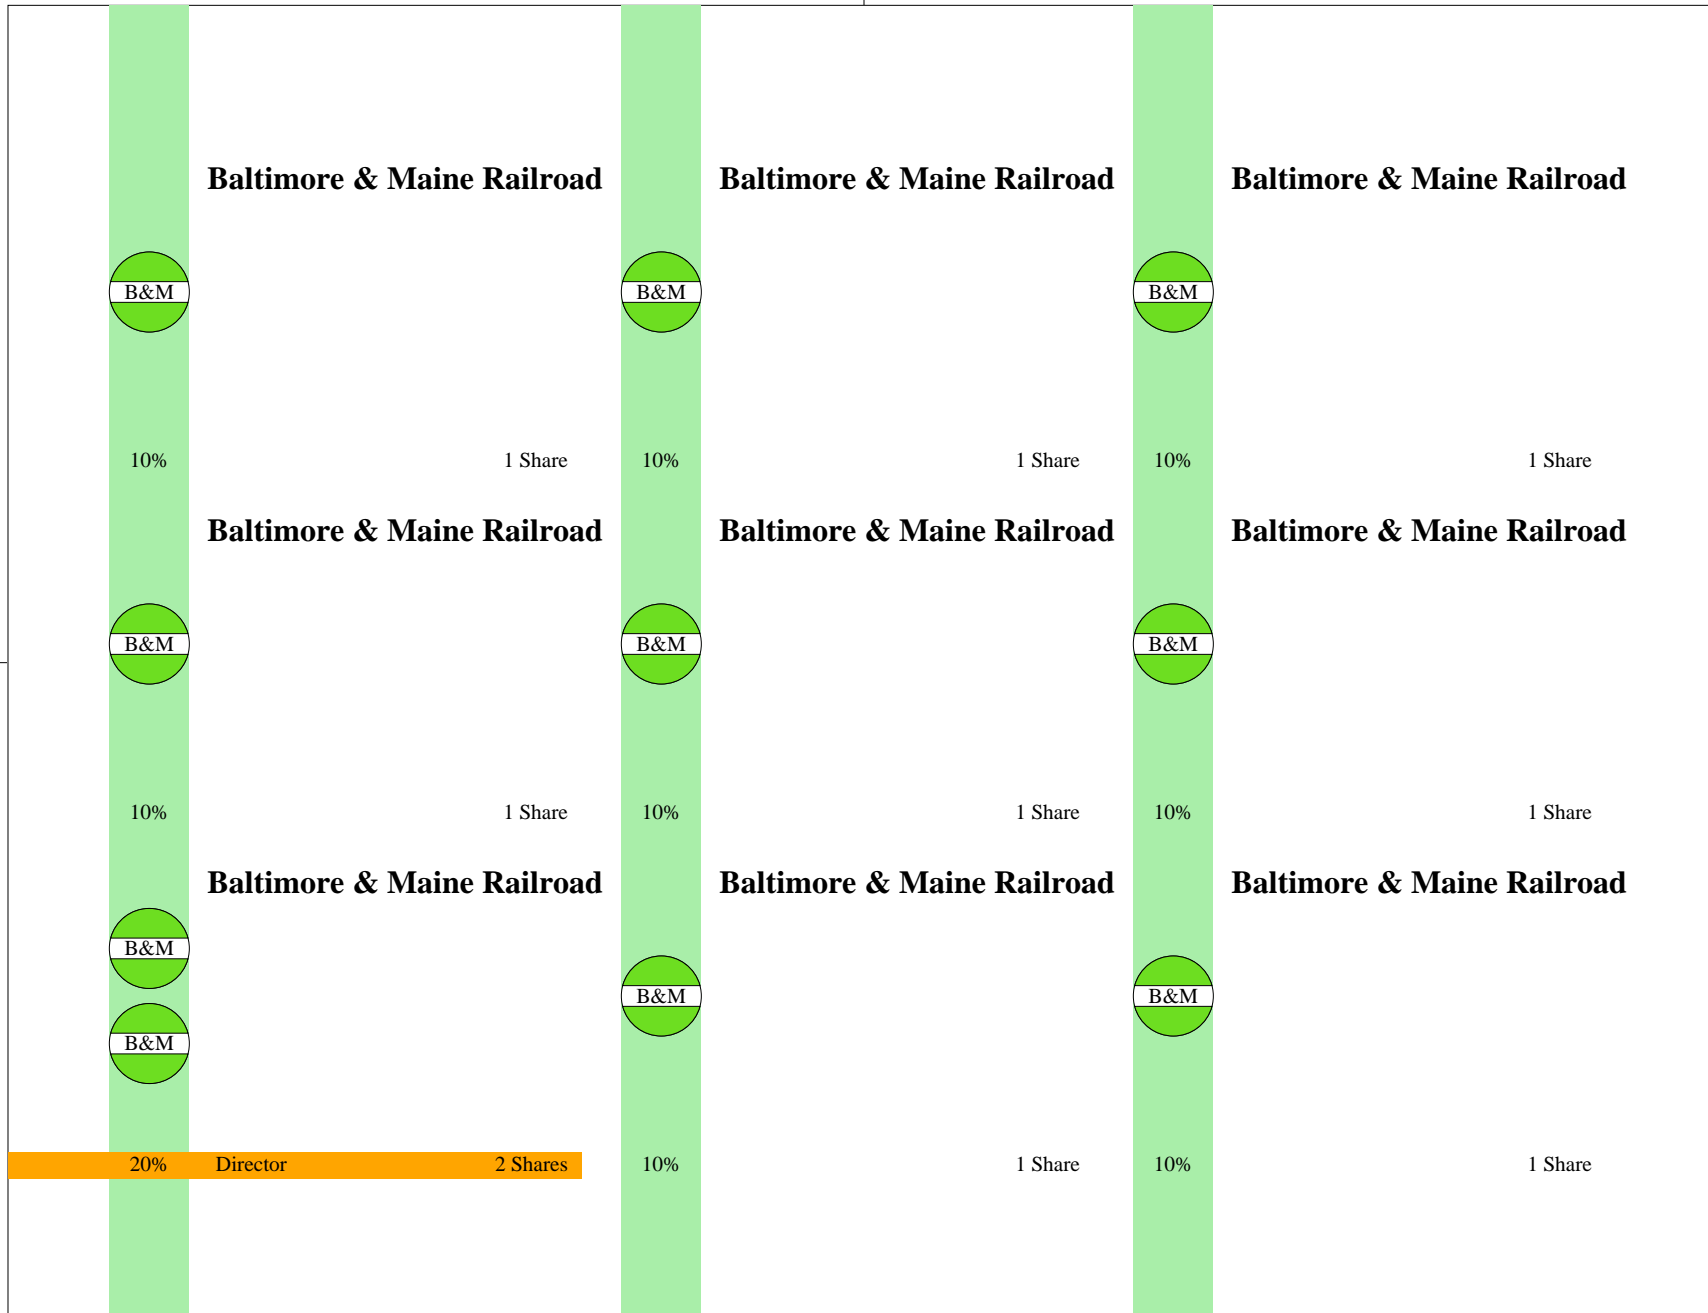 Baltimore & Maine Railroad Baltimore & Maine Railroad Baltimore & Maine Railroad
B&M B&M B&M
10% 1 Share 10% 1 Share 10% 1 Share
Baltimore & Maine Railroad Baltimore & Maine Railroad Baltimore & Maine Railroad
B&M B&M B&M
10% 1 Share 10% 1 Share 10% 1 Share
Baltimore & Maine Railroad Baltimore & Maine Railroad Baltimore & Maine Railroad
B&M
B&M B&M
B&M
20% Director 2 Shares 10% 1 Share 10% 1 Share